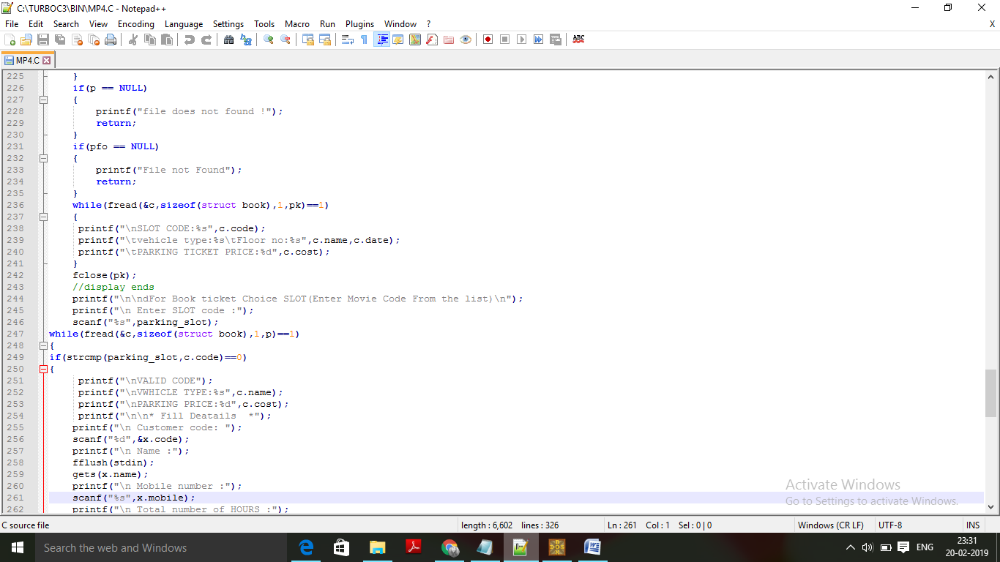 C:\TURBOC3\BIN\MP4.C - Notepad++
File Edit Search View Encoding Language Settings Tools Macro Run Plugins Window ? X
ABC
MP4.C
225 }
226 if(p == NULL)
227 {
228 printf("file does not found !");
229 return;
230 }
231 if(pfo == NULL)
232 {
233 printf("File not Found");
234 return;
235 }
236 while(fread(&c,sizeof(struct book),1,pk)==1)
237 {
238 printf("\nSLOT CODE:%s",c.code);
239 printf("\tvehicle type:%s\tFloor no:%s",c.name,c.date);
240 printf("\tPARKING TICKET PRICE:%d",c.cost);
241 }
242 fclose(pk);
243 //display ends
244 printf("\n\ndFor Book ticket Choice SLOT(Enter Movie Code From the list)\n");
245 printf("\n Enter SLOT code :");
246 scanf("%s",parking_slot);
247 while(fread(&c,sizeof(struct book),1,p)==1)
248 {
249 if(strcmp(parking_slot,c.code)==0)
250 {
251 printf("\nVALID CODE");
252 printf("\nVWHICLE TYPE:%s",c.name);
253 printf("\nPARKING PRICE:%d",c.cost);
254 printf("\n\n* Fill Deatails  *");
255 printf("\n Customer code: ");
256 scanf("%d",&x.code);
257 printf("\n Name :");
258 fflush(stdin);
259 gets(x.name);
260 printf("\n Mobile number :");
261 scanf("%s",x.mobile);
262 printf("\n Total number of HOURS :");
Activate Windows
Go to Settings to activate Windows.
C source file length : 6,602 lines : 326 Ln : 261 Col : 1 Sel : 0 | 0 Windows (CR LF) UTF-8 INS
Search the web and Windows
DOS
ENG
23:31
20-02-2019